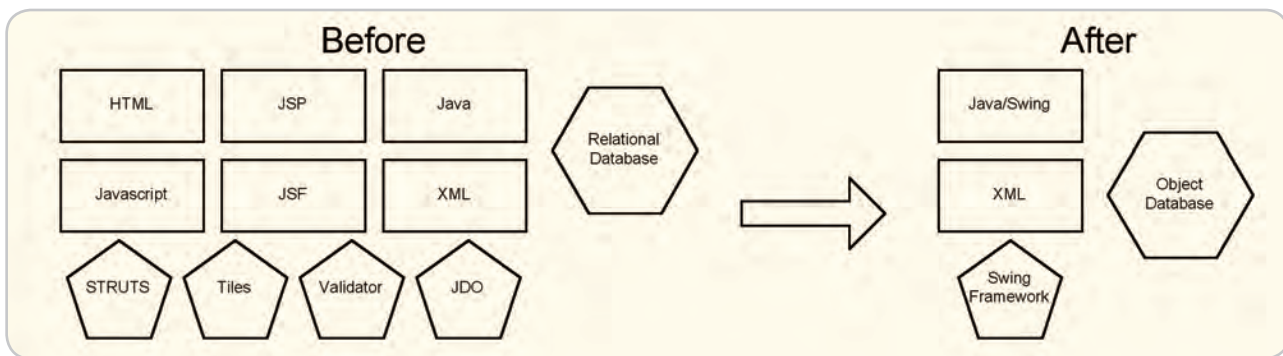 Before
HTML
JSP
Java
Relational
Database
Javascript
JSF
XML
STRUTS
Tiles
Validator
JDO
After
Java/Swing
XML
Object
Database
Swing
Framework